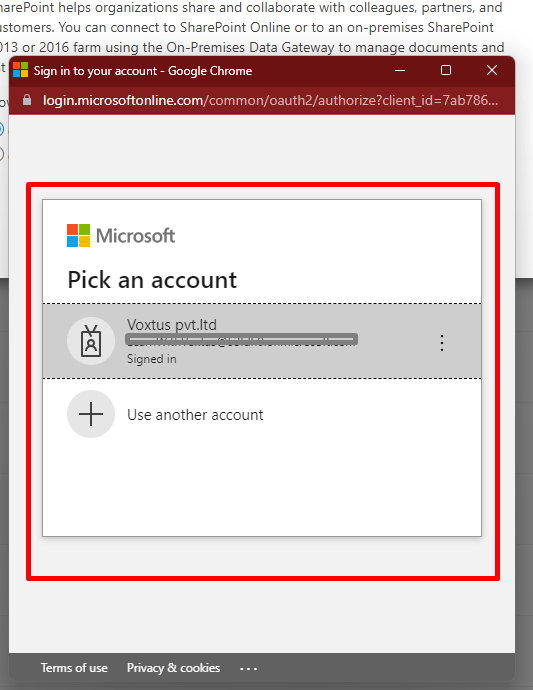 harePoint helps organizations share and collaborate with colleagues, partners, and
ustomers. You can connect to SharePoint Online or to an on-premises SharePoint
013 or 2016 farm using the On-Premises Data Gateway to manage documents and
Sign in to your account - Google Chrome
login.microsoftonline.com/common/oauth2/authorize?client_id=7ab786...
Microsoft
Pick an account
Voxtus pvt.ltd
Signed in
Use another account
Terms of use Privacy & cookies ...